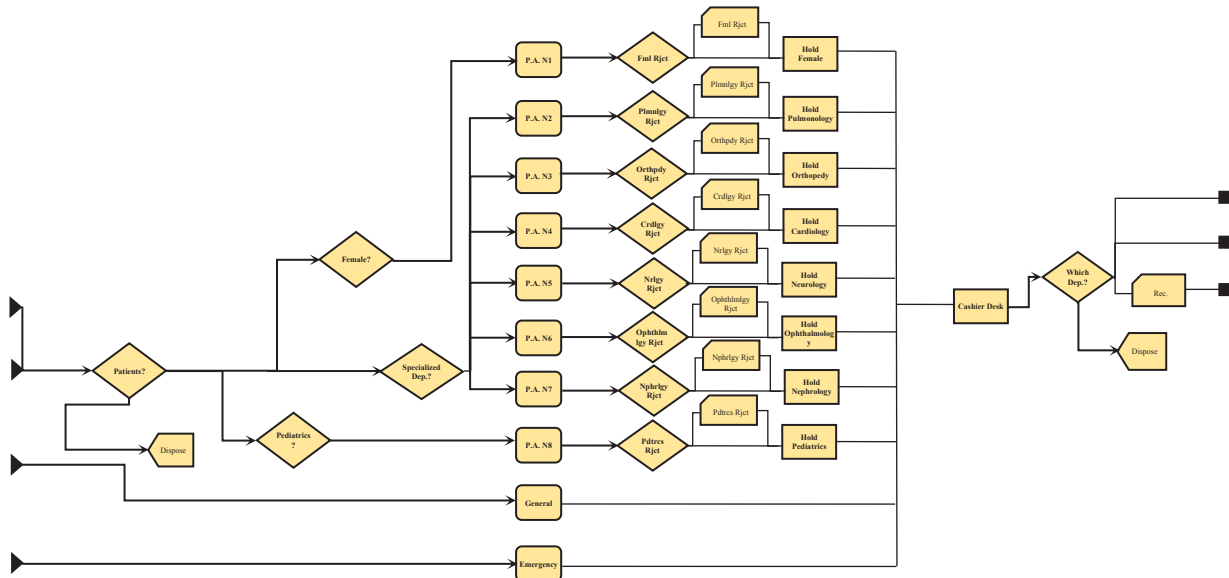 Fml Rjct
P.A. N1
Fml Rjct
Hold
Female
Plmnlgy Rjct
P.A. N2
Plmnlgy
Rjct
Hold
Pulmonology
Orthpdy Rjct
P.A. N3
Orthpdy
Rjct
Hold
Orthopedy
Crdlgy Rjct
P.A. N4
Crdlgy
Rjct
Hold
Cardiology
Female?
Nrlgy Rjct
P.A. N5
Nrlgy
Rjct
Hold
Neurology
Which
Dep.?
Rec.
Cashier Desk
Ophthlmlgy
Rjct
P.A. N6
Ophthlm
lgy Rjct
Hold
Ophthalmolog
y
Dispose
Patients?
Specialized
Dep.?
Nphrlgy Rjct
P.A. N7
Nphrlgy
Rjct
Hold
Nephrology
Pdtrcs Rjct
Dispose
Pediatrics
?
P.A. N8
Pdtrcs
Rjct
Hold
Pediatrics
General
Emergency